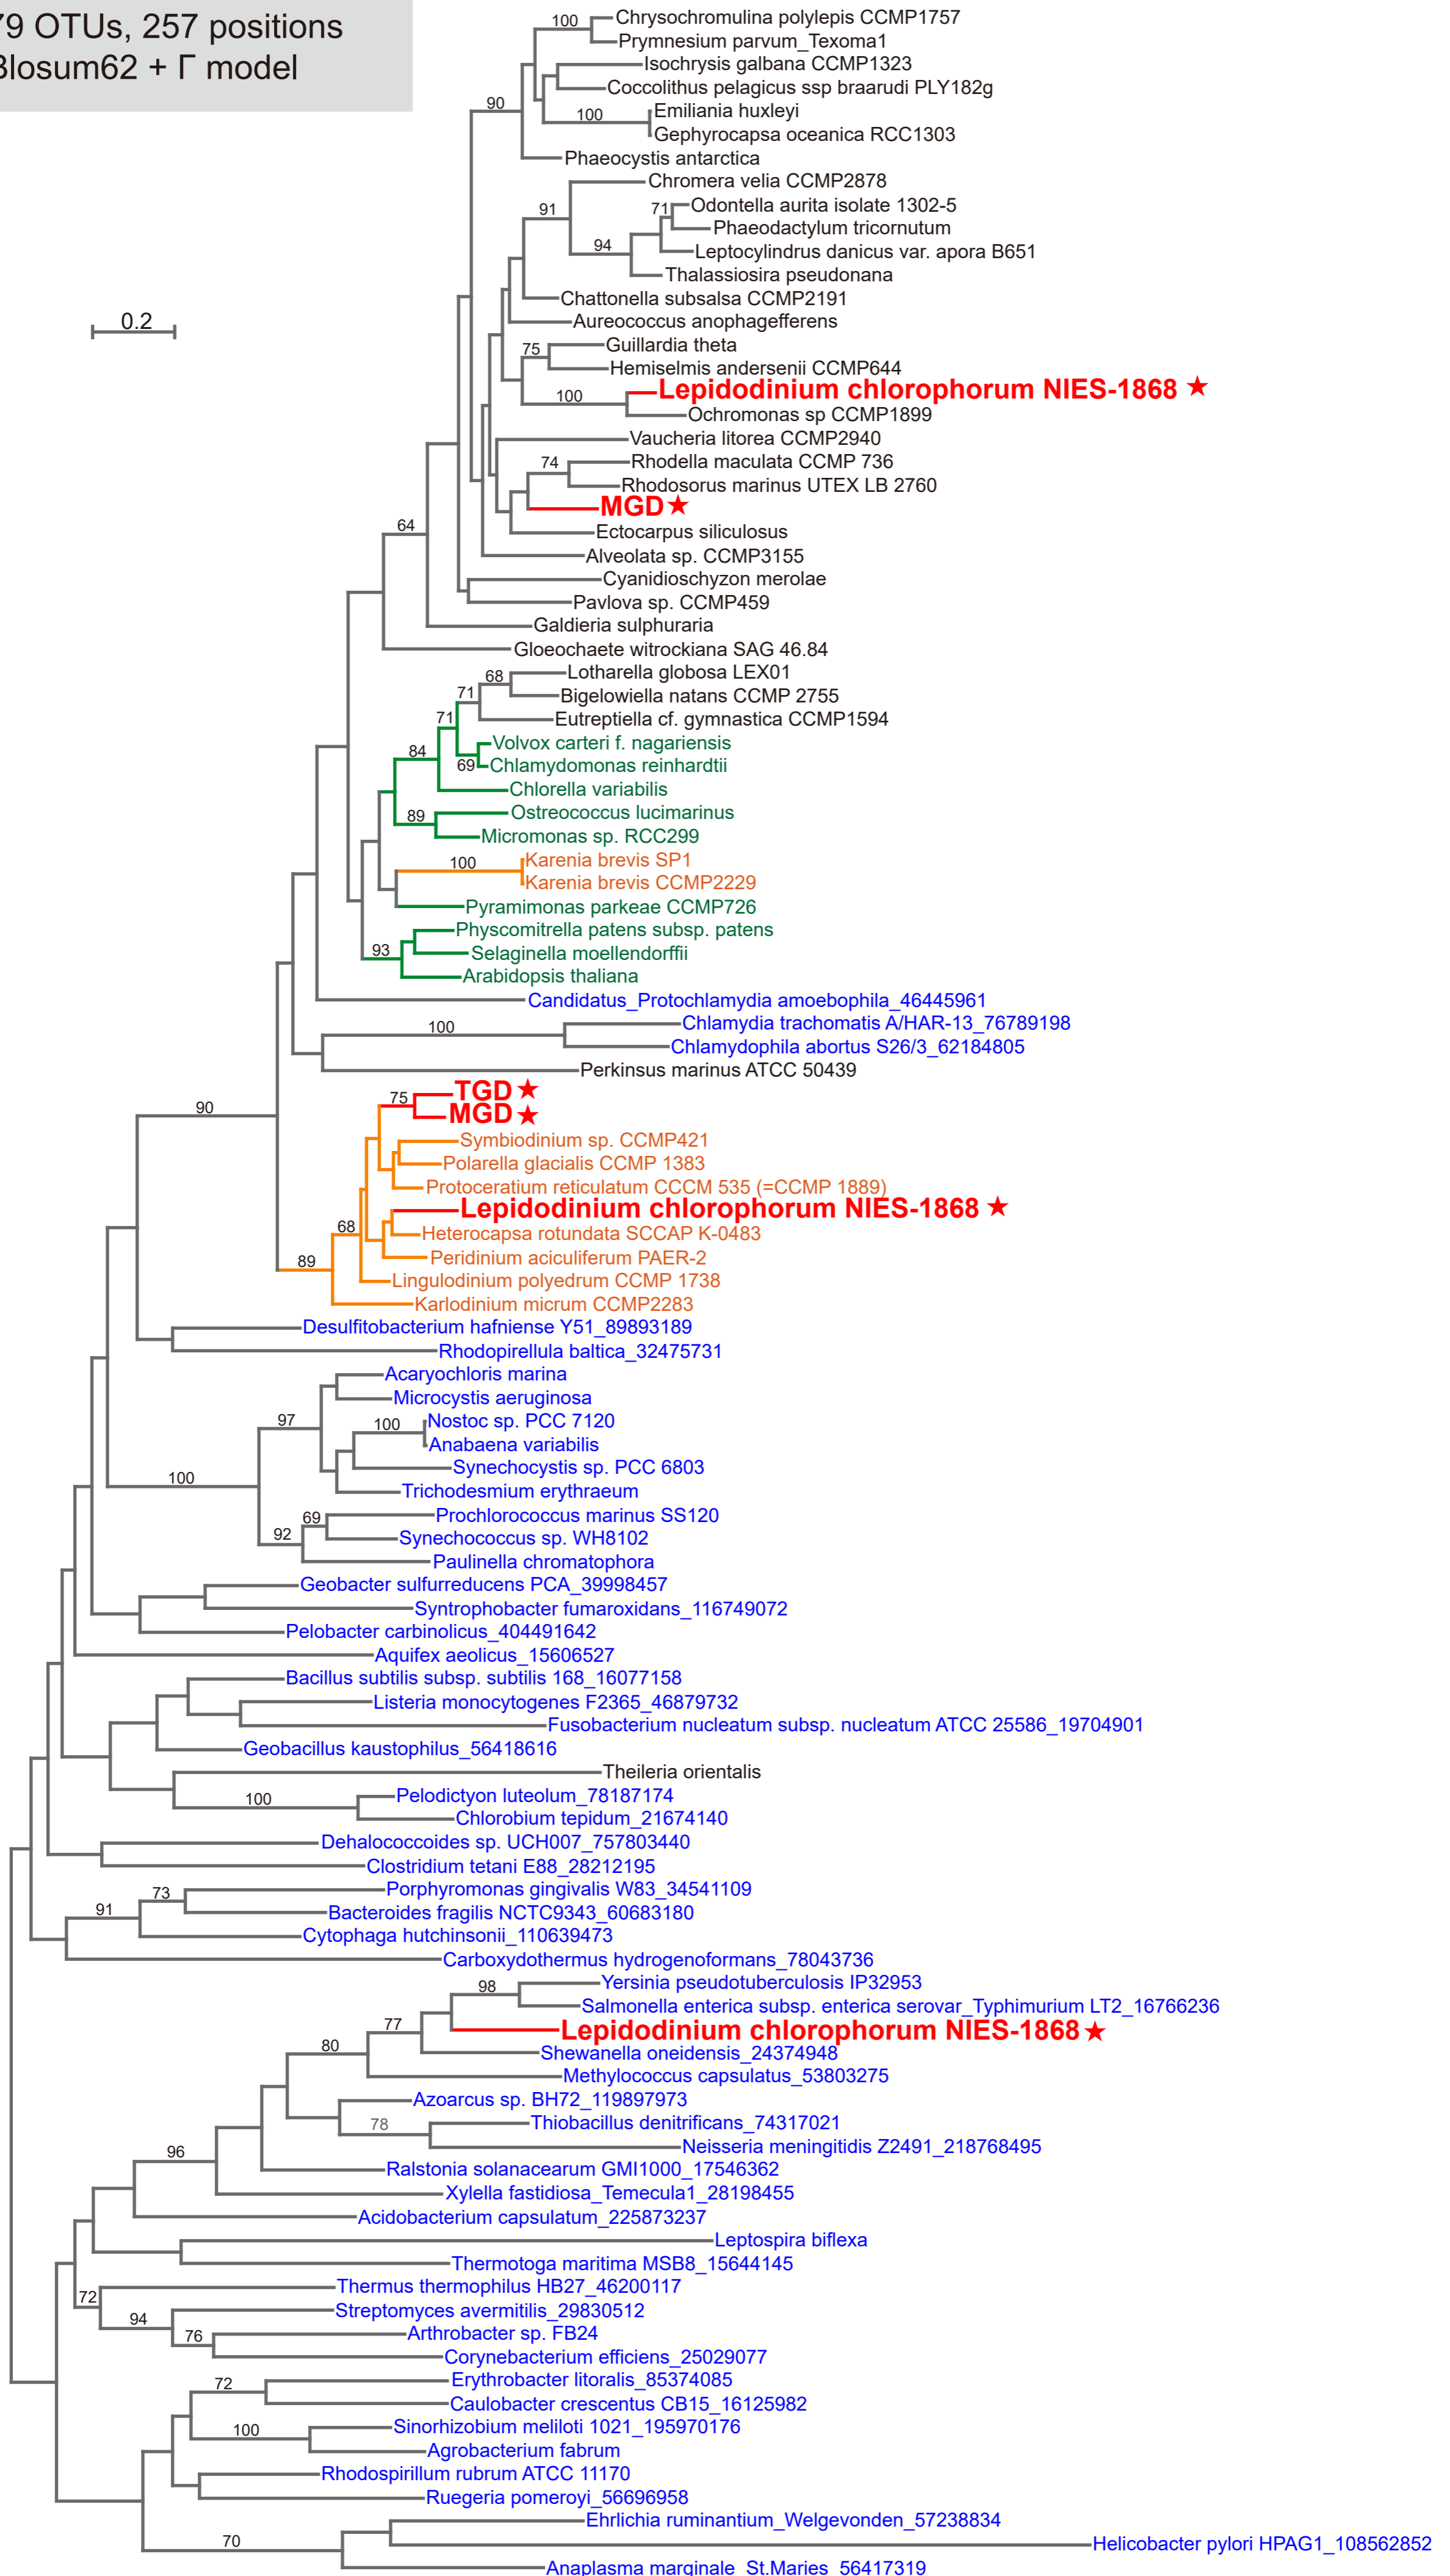 79 OTUs, 257 positions
Blosum62 + Γ model
100
Chrysochromulina polylepis CCMP1757
Prymnesium parvum_Texoma1
Isochrysis galbana CCMP1323
Coccolithus pelagicus ssp braarudi PLY182g
90
100
Emiliania huxleyi
Gephyrocapsa oceanica RCC1303
Phaeocystis antarctica
Chromera velia CCMP2878
91
71
Odontella aurita isolate 1302-5
Phaeodactylum tricornutum
94
Leptocylindrus danicus var. apora B651
Thalassiosira pseudonana
Chattonella subsalsa CCMP2191
0.2
Aureococcus anophagefferens
75
Guillardia theta
Hemiselmis andersenii CCMP644
100
Lepidodinium chlorophorum NIES-1868 ★
Ochromonas sp CCMP1899
Vaucheria litorea CCMP2940
74
Rhodella maculata CCMP 736
Rhodosorus marinus UTEX LB 2760
MGD★
64
Ectocarpus siliculosus
Alveolata sp. CCMP3155
Cyanidioschyzon merolae
Pavlova sp. CCMP459
Galdieria sulphuraria
Gloeochaete witrockiana SAG 46.84
68
Lotharella globosa LEX01
71
Bigelowiella natans CCMP 2755
71
Eutreptiella cf. gymnastica CCMP1594
84
Volvox carteri f. nagariensis
69
Chlamydomonas reinhardtii
Chlorella variabilis
89
Ostreococcus lucimarinus
Micromonas sp. RCC299
100
Karenia brevis SP1
Karenia brevis CCMP2229
Pyramimonas parkeae CCMP726
93
Physcomitrella patens subsp. patens
Selaginella moellendorffii
Arabidopsis thaliana
Candidatus_Protochlamydia amoebophila_46445961
100
Chlamydia trachomatis A/HAR-13_76789198
Chlamydophila abortus S26/3_62184805
Perkinsus marinus ATCC 50439
90
75
TGD★
MGD★
Symbiodinium sp. CCMP421
Polarella glacialis CCMP 1383
Protoceratium reticulatum CCCM 535 (=CCMP 1889)
Lepidodinium chlorophorum NIES-1868 ★
68
Heterocapsa rotundata SCCAP K-0483
89
Peridinium aciculiferum PAER-2
Lingulodinium polyedrum CCMP 1738
Karlodinium micrum CCMP2283
Desulfitobacterium hafniense Y51_89893189
Rhodopirellula baltica_32475731
Acaryochloris marina
Microcystis aeruginosa
97
100
Nostoc sp. PCC 7120
Anabaena variabilis
100
Synechocystis sp. PCC 6803
Trichodesmium erythraeum
69
Prochlorococcus marinus SS120
92
Synechococcus sp. WH8102
Paulinella chromatophora
Geobacter sulfurreducens PCA_39998457
Syntrophobacter fumaroxidans_116749072
Pelobacter carbinolicus_404491642
Aquifex aeolicus_15606527
Bacillus subtilis subsp. subtilis 168_16077158
Listeria monocytogenes F2365_46879732
Fusobacterium nucleatum subsp. nucleatum ATCC 25586_19704901
Geobacillus kaustophilus_56418616
Theileria orientalis
100
Pelodictyon luteolum_78187174
Chlorobium tepidum_21674140
Dehalococcoides sp. UCH007_757803440
Clostridium tetani E88_28212195
91
73
Porphyromonas gingivalis W83_34541109
Bacteroides fragilis NCTC9343_60683180
Cytophaga hutchinsonii_110639473
Carboxydothermus hydrogenoformans_78043736
98
Yersinia pseudotuberculosis IP32953
Salmonella enterica subsp. enterica serovar_Typhimurium LT2_16766236
77
Lepidodinium chlorophorum NIES-1868★
80
Shewanella oneidensis_24374948
Methylococcus capsulatus_53803275
Azoarcus sp. BH72_119897973
78
Thiobacillus denitrificans_74317021
Neisseria meningitidis Z2491_218768495
96
Ralstonia solanacearum GMI1000_17546362
Xylella fastidiosa_Temecula1_28198455
Acidobacterium capsulatum_225873237
Leptospira biflexa
Thermotoga maritima MSB8_15644145
72
Thermus thermophilus HB27_46200117
94
Streptomyces avermitilis_29830512
76
Arthrobacter sp. FB24
Corynebacterium efficiens_25029077
72
Erythrobacter litoralis_85374085
Caulobacter crescentus CB15_16125982
100
Sinorhizobium meliloti 1021_195970176
Agrobacterium fabrum
Rhodospirillum rubrum ATCC 11170
Ruegeria pomeroyi_56696958
70
Ehrlichia ruminantium_Welgevonden_57238834
Helicobacter pylori HPAG1_108562852
Anaplasma marginale_St.Maries_56417319